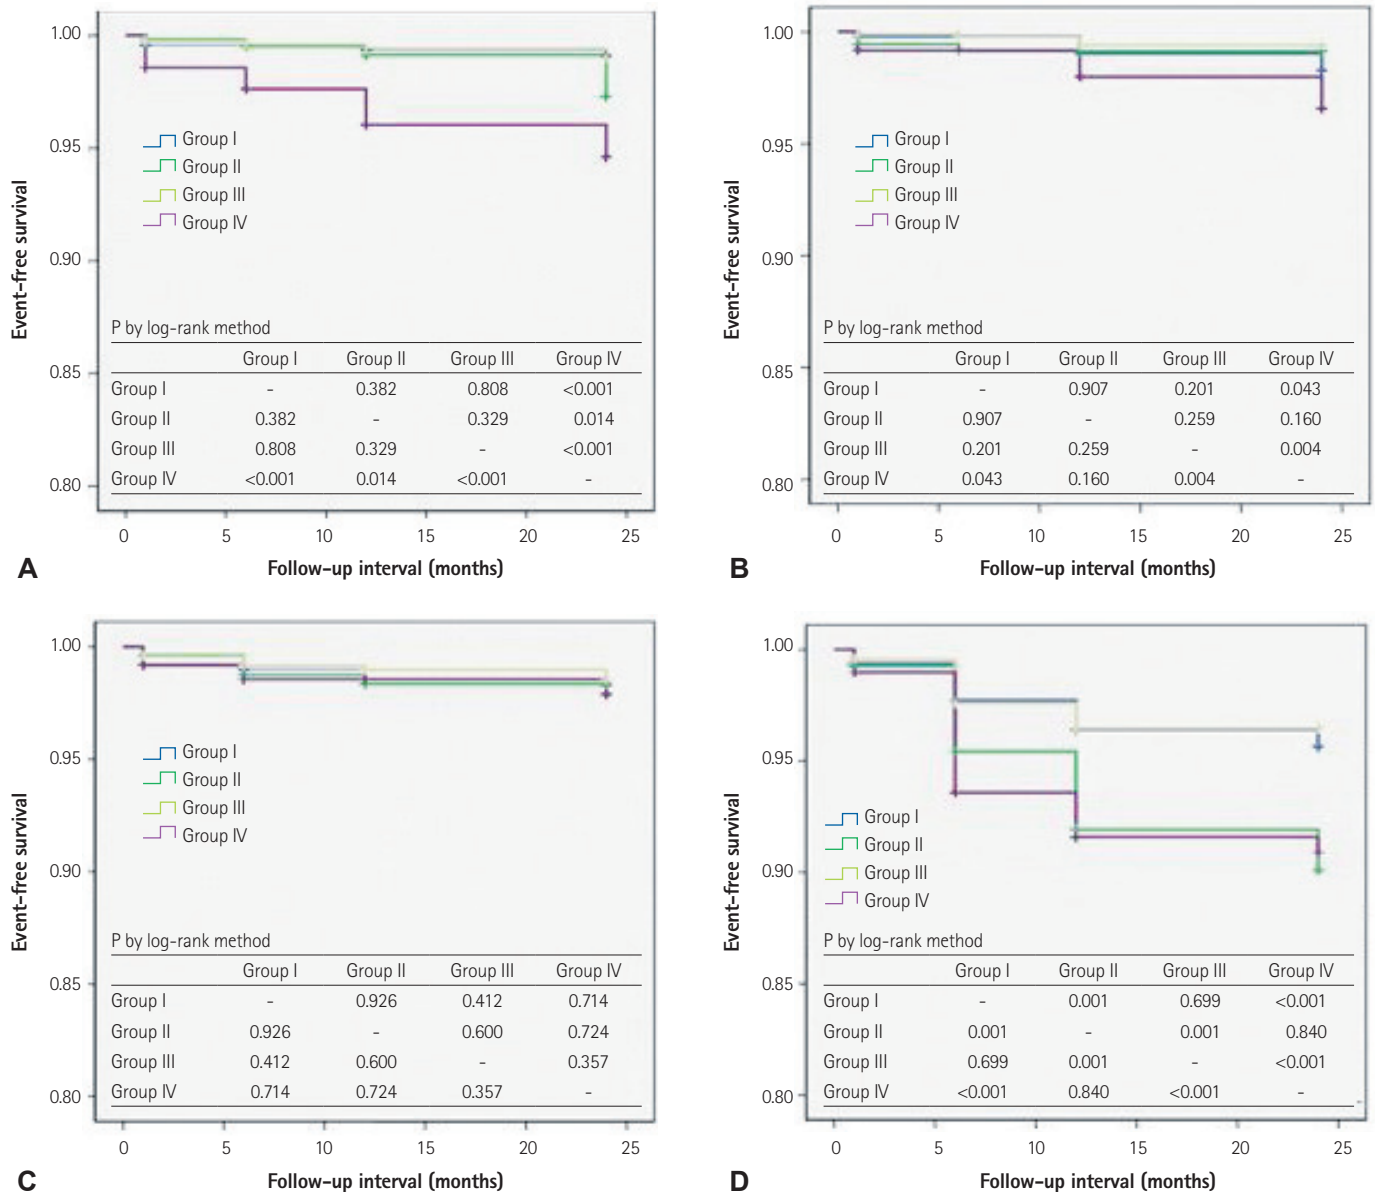 1.00
0.95
0.90
0.85
0.80
Event-free survival
Group I
Group II
Group III
Group IV
P by log-rank method
Group I Group II Group III Group IV
Group I - 0.382 0.808 <0.001
Group II 0.382 - 0.329 0.014
Group III 0.808 0.329 - <0.001
Group IV <0.001 0.014 <0.001 -
0 5 10 15 20 25
A Follow-up interval (months)
1.00
0.95
0.90
0.85
0.80
Event-free survival
Group I
Group II
Group III
Group IV
P by log-rank method
Group I Group II Group III Group IV
Group I - 0.907 0.201 0.043
Group II 0.907 - 0.259 0.160
Group III 0.201 0.259 - 0.004
Group IV 0.043 0.160 0.004 -
0 5 10 15 20 25
B Follow-up interval (months)
1.00
0.95
0.90
0.85
0.80
Event-free survival
Group I
Group II
Group III
Group IV
P by log-rank method
Group I Group II Group III Group IV
Group I - 0.926 0.412 0.714
Group II 0.926 - 0.600 0.724
Group III 0.412 0.600 - 0.357
Group IV 0.714 0.724 0.357 -
0 5 10 15 20 25
C Follow-up interval (months)
1.00
0.95
0.90
0.85
0.80
Event-free survival
Group I
Group II
Group III
Group IV
P by log-rank method
Group I Group II Group III Group IV
Group I - 0.001 0.699 <0.001
Group II 0.001 - 0.001 0.840
Group III 0.699 0.001 - <0.001
Group IV <0.001 0.840 <0.001 -
0 5 10 15 20 25
D Follow-up interval (months)